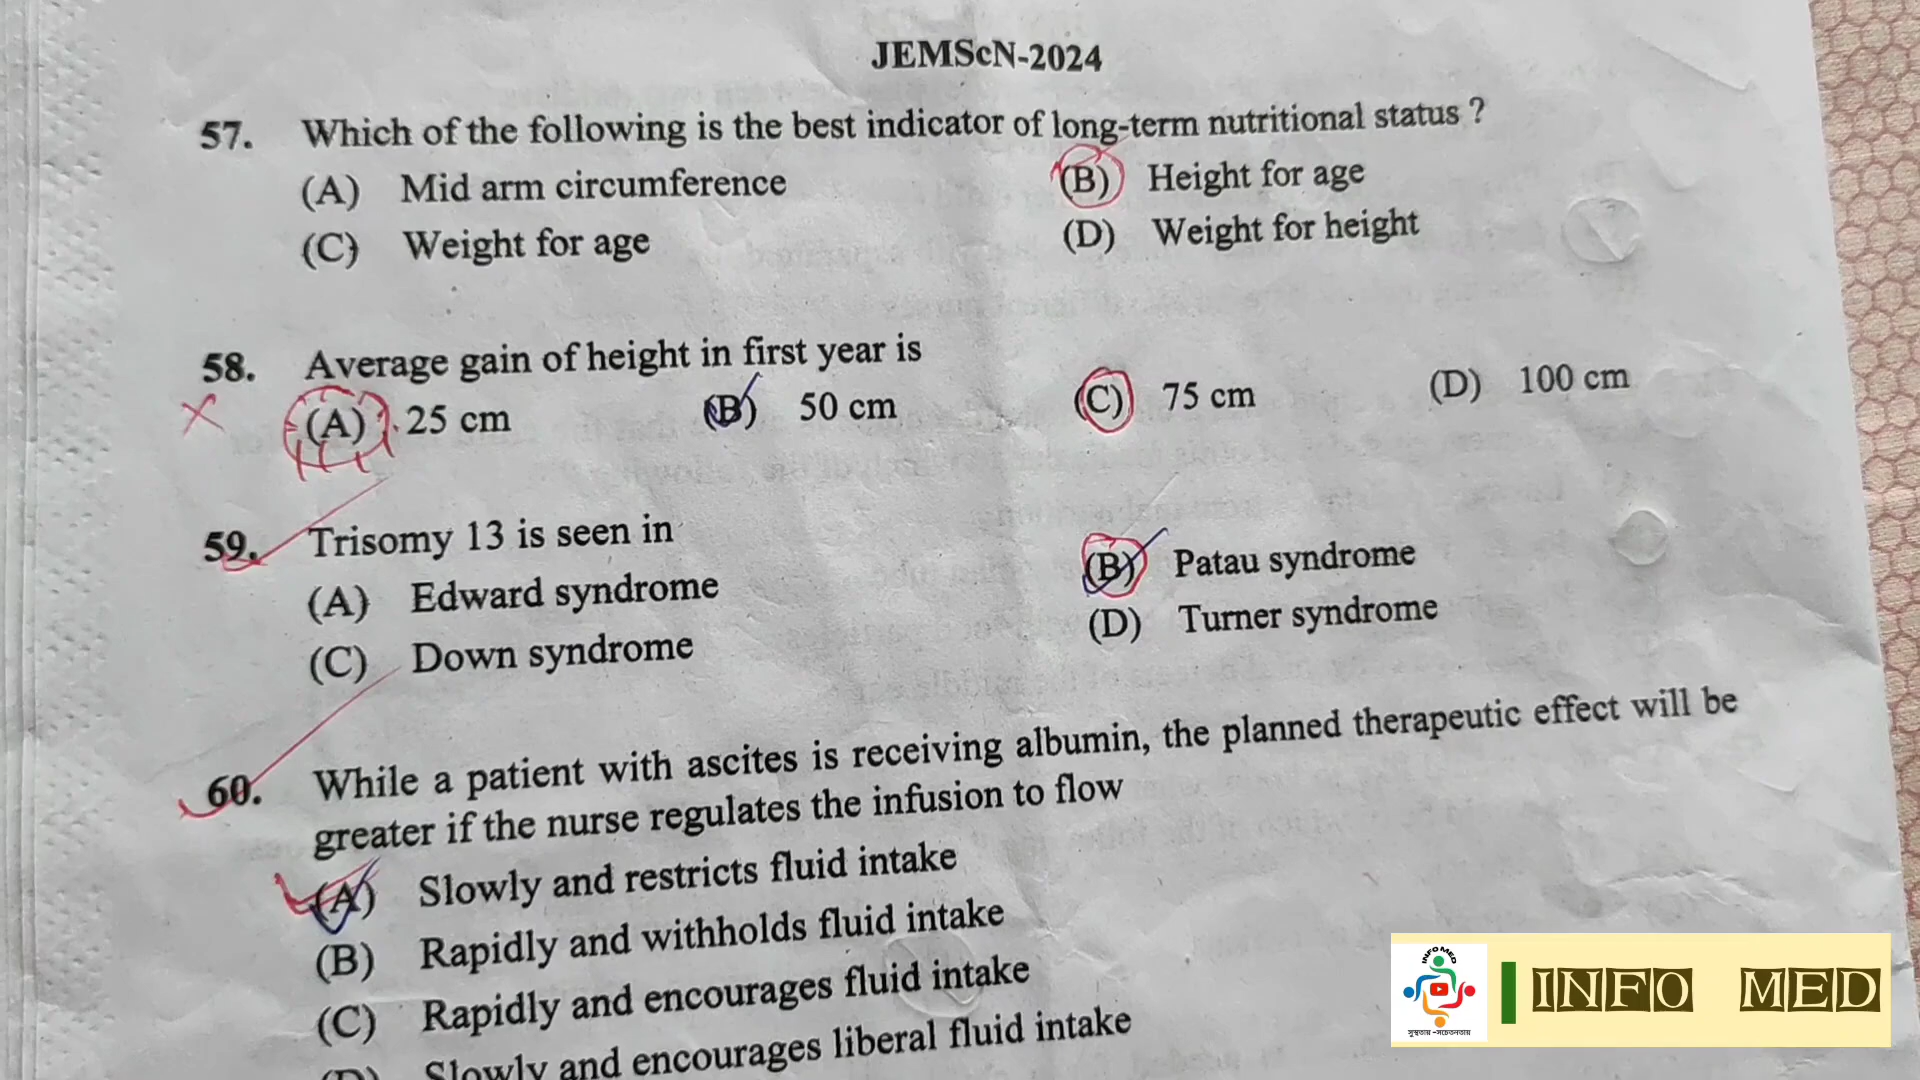 JEMScN-2024
57. Which of the following is the best indicator of long-term nutritional status ?
(A) Mid arm circumference (B) Height for age
(C) Weight for age (D) Weight for height
58. Average gain of height in first year is
(A) 25 cm (B) 50 cm (C) 75 cm (D) 100 cm
59. Trisomy 13 is seen in
(A) Edward syndrome (B) Patau syndrome
(C) Down syndrome (D) Turner syndrome
60. While a patient with ascites is receiving albumin, the planned therapeutic effect will be
greater if the nurse regulates the infusion to flow
(A) Slowly and restricts fluid intake
(B) Rapidly and withholds fluid intake
(C) Rapidly and encourages fluid intake
(D) Slowly and encourages liberal fluid intake
INFO MED
INFO MED
সুস্থতায় -সচেতনতায়